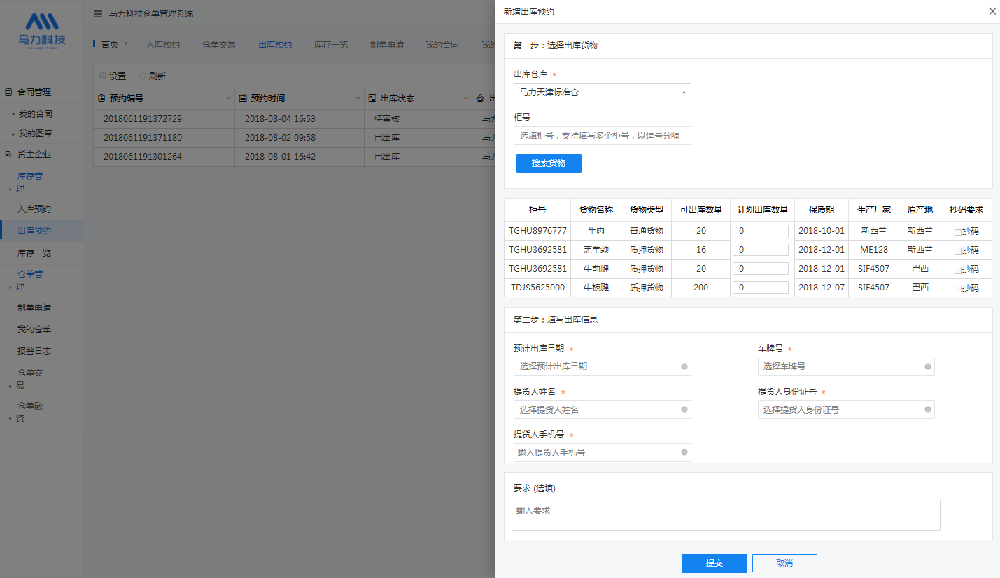 马力科技
WALLEE TECH
合同管理
我的合同
我的图章
货主企业
库存管
理
入库预约
出库预约
库存一览
仓单管
理
制单申请
我的仓单
报警日志
仓单交
易
仓单融
资
马力科技仓单管理系统
首页 入库预约 仓单交易 出库预约 库存一览 制单申请 我的合同 我的
设置 刷新
预约编号 预约时间 出库状态 出
2018061191372729 2018-08-04 16:53 待审核 马力
2018061191371180 2018-08-02 09:58 已出库 马力
2018061191301264 2018-08-01 16:42 已出库 马力
新增出库预约
第一步：选择出库货物
出库仓库 *
马力天津标准仓
柜号
选填柜号，支持填写多个柜号，以逗号分隔
搜索货物
柜号 货物名称 货物类型 可出库数量 计划出库数量 保质期 生产厂家 原产地 抄码要求
TGHU8976777 牛肉 普通货物 20 0 2018-10-01 新西兰 新西兰 抄码
TGHU3692581 羔羊颈 质押货物 16 0 2018-12-01 ME128 新西兰 抄码
TGHU3692581 牛前腱 质押货物 20 0 2018-12-01 SIF4507 巴西 抄码
TDJS5625000 牛板腱 质押货物 200 0 2018-12-07 SIF4507 巴西 抄码
第二步：填写出库信息
预计出库日期 * 车牌号 *
选择预计出库日期 选择车牌号
提货人姓名 * 提货人身份证号 *
选择提货人姓名 选择提货人身份证号
提货人手机号 *
输入提货人手机号
要求 (选填)
输入要求
提交 取消